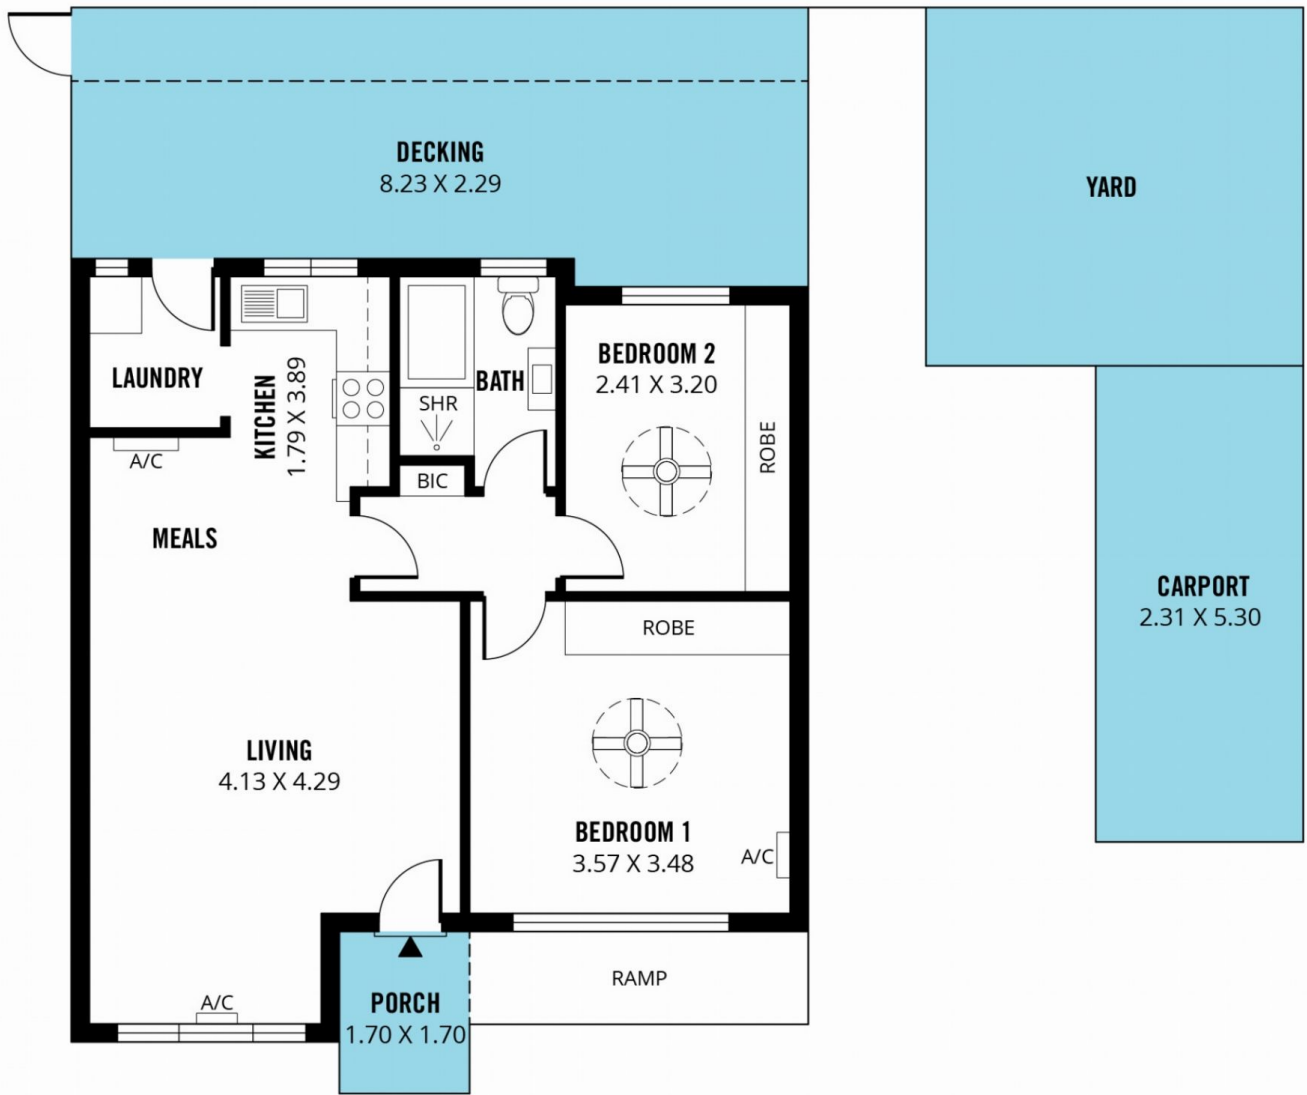 DECKING
8.23 X 2.29
YARD
LAUNDRY
KITCHEN
1.79 X 3.89
BATH
SHR
BIC
BEDROOM 2
2.41 X 3.20
ROBE
A/C
MEALS
CARPORT
2.31 X 5.30
ROBE
LIVING
4.13 X 4.29
BEDROOM 1
3.57 X 3.48
A/C
A/C
PORCH
1.70 X 1.70
RAMP